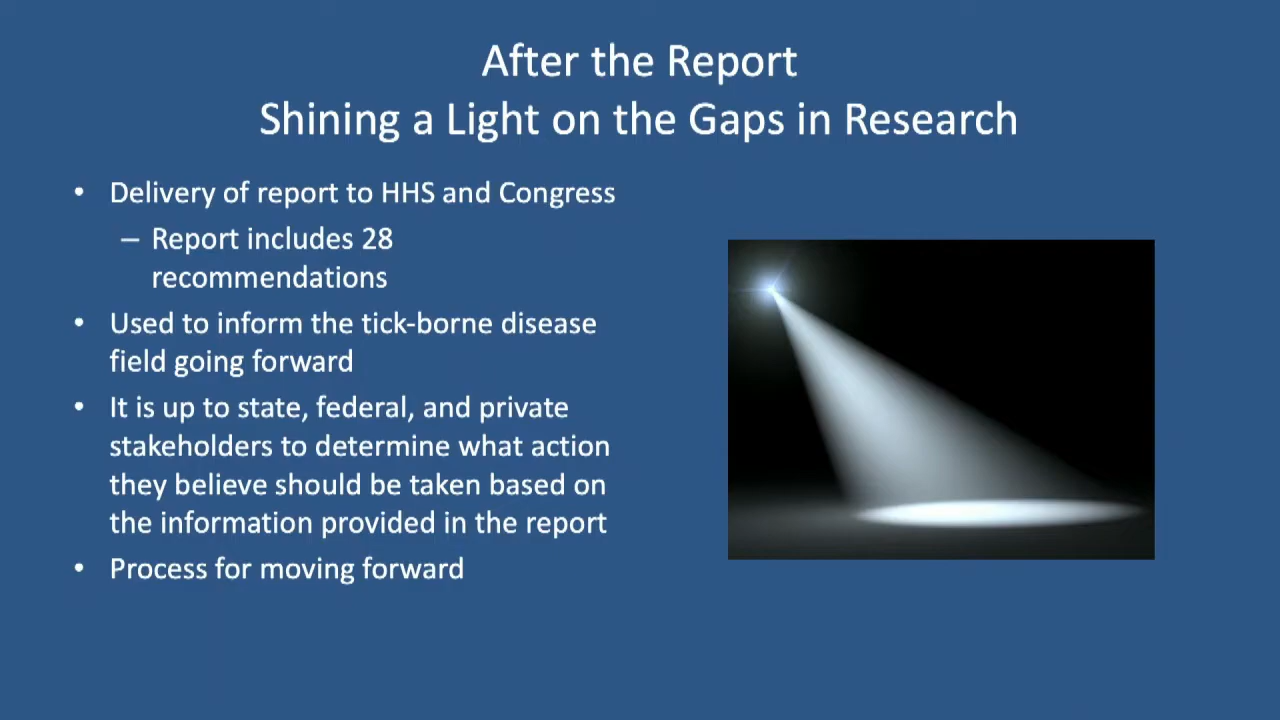 After the Report
Shining a Light on the Gaps in Research
• Delivery of report to HHS and Congress
– Report includes 28
recommendations
• Used to inform the tick-borne disease
field going forward
• It is up to state, federal, and private
stakeholders to determine what action
they believe should be taken based on
the information provided in the report
• Process for moving forward